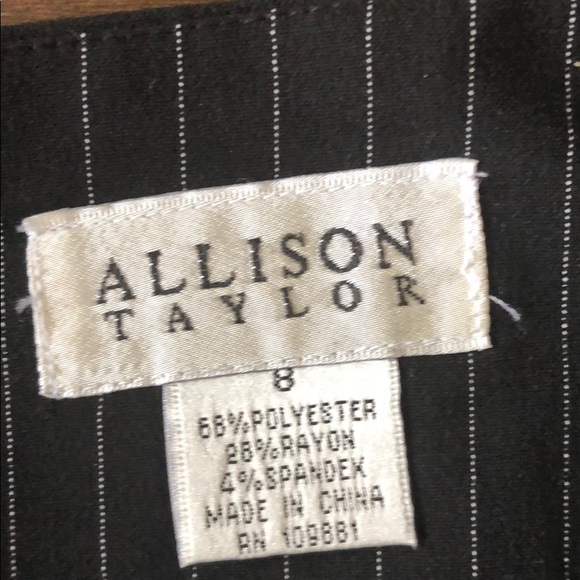 ALLISON
TAYLOR
8
68%POLYESTER
28%RAYON
4%SPANDEX
MADE IN CHINA
RN 109881